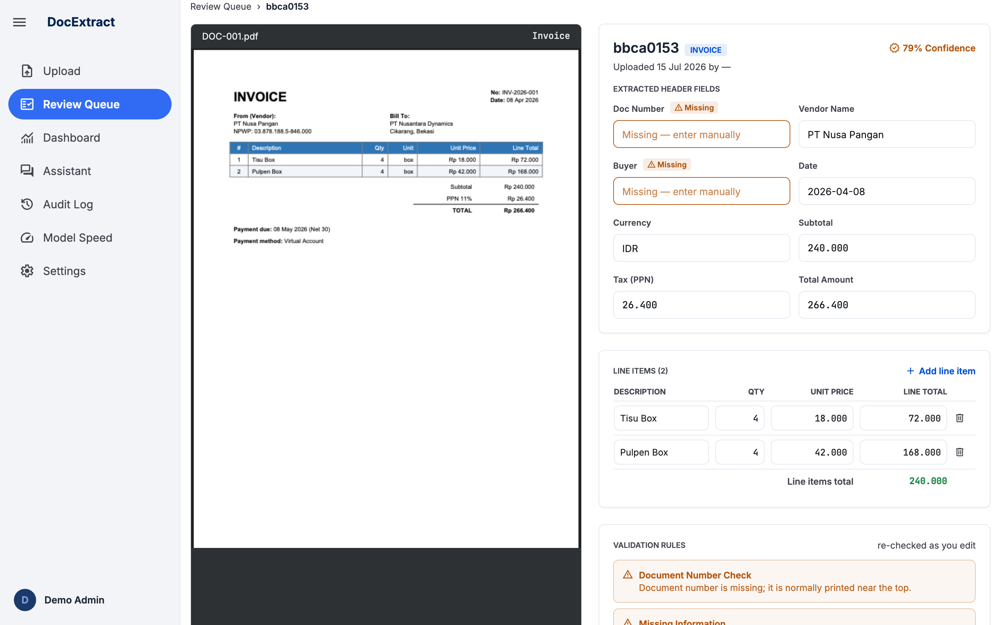 DocExtract
Upload
Review Queue
Dashboard
Assistant
Audit Log
Model Speed
Settings
D Demo Admin
Review Queue › bbca0153
DOC-001.pdf Invoice
INVOICE
No: INV-2026-001
Date: 08 Apr 2026
From (Vendor):
PT Nusa Pangan
NPWP: 03.878.188.5-846.000
Bill To:
PT Nusantara Dynamics
Cikarang, Bekasi
# Description Qty Unit Unit Price Line Total
1 Tisu Box 4 box Rp 18.000 Rp 72.000
2 Pulpen Box 4 box Rp 42.000 Rp 168.000
Subtotal Rp 240.000
PPN 11% Rp 26.400
TOTAL Rp 266.400
Payment due: 08 May 2026 (Net 30)
Payment method: Virtual Account
bbca0153 INVOICE 79% Confidence
Uploaded 15 Jul 2026 by —
EXTRACTED HEADER FIELDS
Doc Number Missing
Missing — enter manually
Vendor Name
PT Nusa Pangan
Buyer Missing
Missing — enter manually
Date
2026-04-08
Currency
IDR
Subtotal
240.000
Tax (PPN)
26.400
Total Amount
266.400
LINE ITEMS (2) + Add line item
DESCRIPTION QTY UNIT PRICE LINE TOTAL
Tisu Box 4 18.000 72.000
Pulpen Box 4 42.000 168.000
Line items total 240.000
VALIDATION RULES re-checked as you edit
Document Number Check
Document number is missing; it is normally printed near the top.
Missing Information